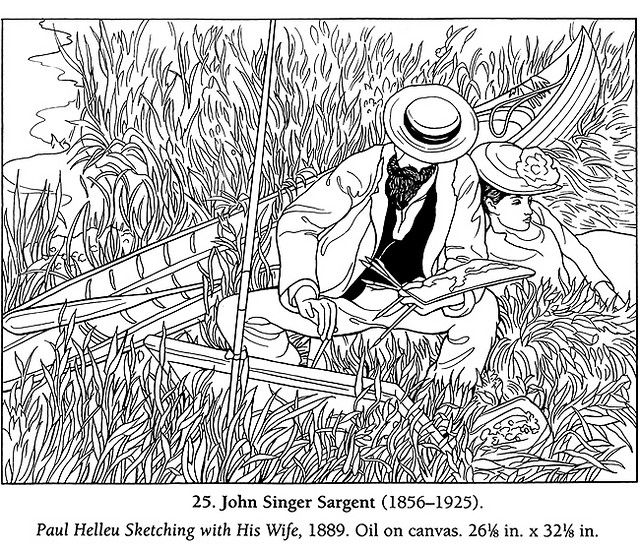 25. John Singer Sargent (1856–1925).
Paul Helleu Sketching with His Wife, 1889. Oil on canvas. 26⅛ in. x 32⅛ in.